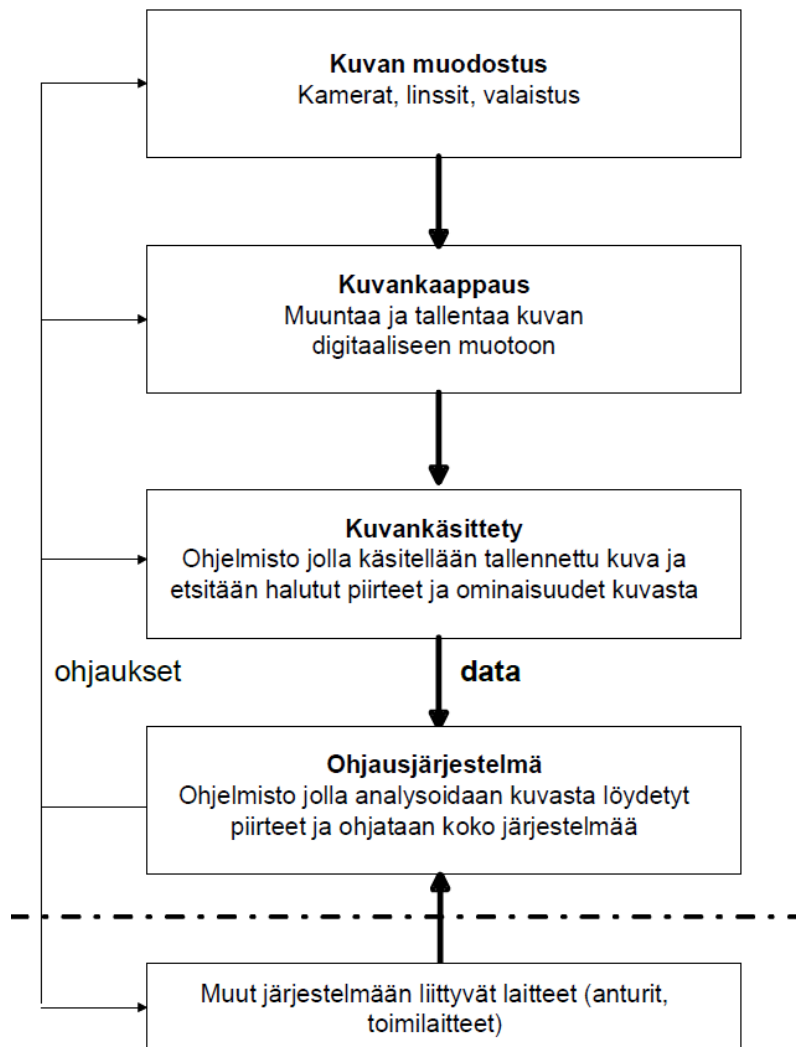 Kuvan muodostus
Kamerat, linssit, valaistus
Kuvankaappaus
Muuntaa ja tallentaa kuvan
digitaaliseen muotoon
Kuvankäsittety
Ohjelmisto jolla käsitellään tallennettu kuva ja
etsitään halutut piirteet ja ominaisuudet kuvasta
ohjaukset
data
Ohjausjärjestelmä
Ohjelmisto jolla analysoidaan kuvasta löydetyt
piirteet ja ohjataan koko järjestelmää
Muut järjestelmään liittyvät laitteet (anturit,
toimilaitteet)